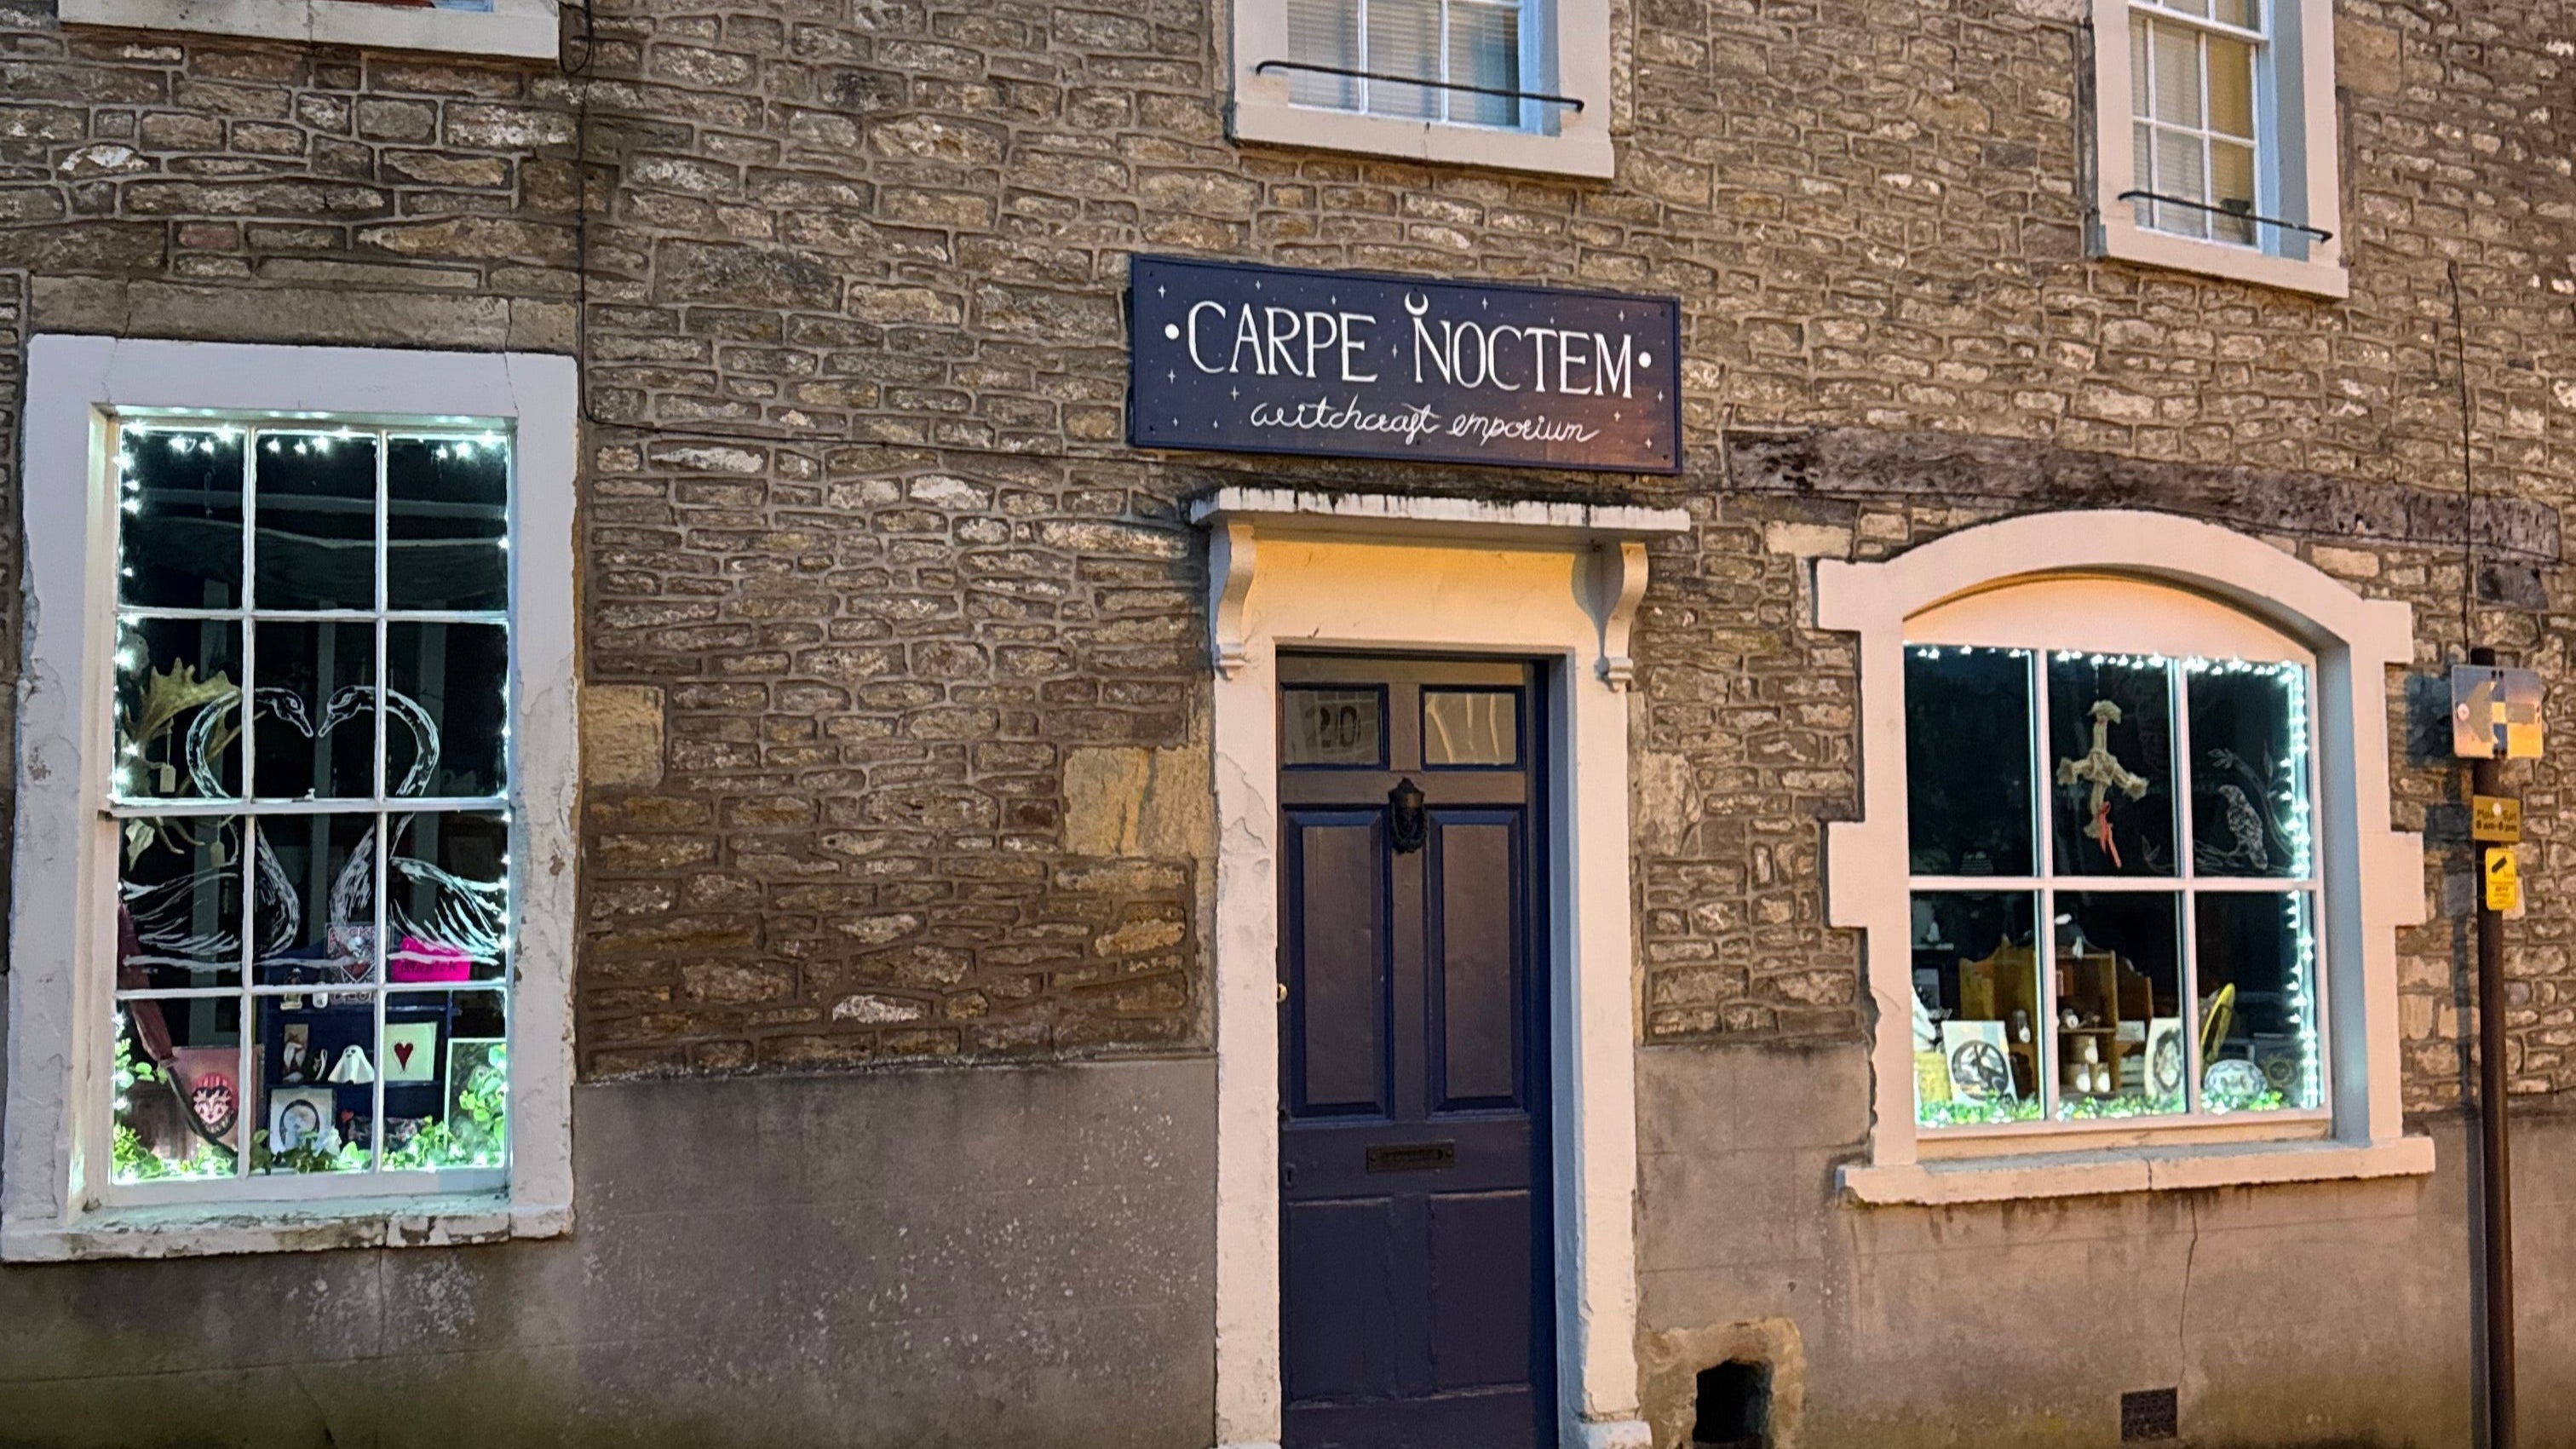 •CARPE NOCTEM•
witchcraft emporium
20